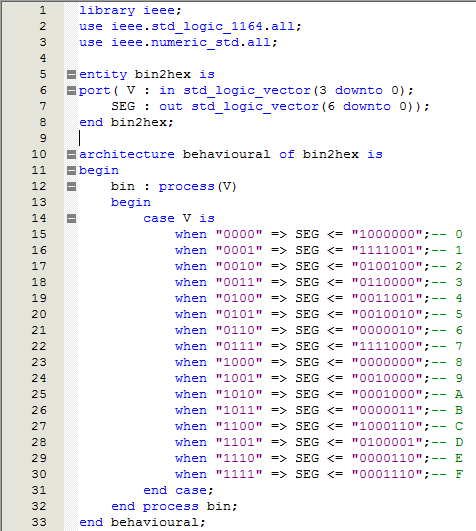 1 library ieee;
2 use ieee.std_logic_1164.all;
3 use ieee.numeric_std.all;
4
5 entity bin2hex is
6 port( V : in std_logic_vector(3 downto 0);
7 SEG : out std_logic_vector(6 downto 0));
8 end bin2hex;
9
10 architecture behavioural of bin2hex is
11 begin
12 bin : process(V)
13 begin
14 case V is
15 when "0000" => SEG <= "1000000";-- 0
16 when "0001" => SEG <= "1111001";-- 1
17 when "0010" => SEG <= "0100100";-- 2
18 when "0011" => SEG <= "0110000";-- 3
19 when "0100" => SEG <= "0011001";-- 4
20 when "0101" => SEG <= "0010010";-- 5
21 when "0110" => SEG <= "0000010";-- 6
22 when "0111" => SEG <= "1111000";-- 7
23 when "1000" => SEG <= "0000000";-- 8
24 when "1001" => SEG <= "0010000";-- 9
25 when "1010" => SEG <= "0001000";-- A
26 when "1011" => SEG <= "0000011";-- B
27 when "1100" => SEG <= "1000110";-- C
28 when "1101" => SEG <= "0100001";-- D
29 when "1110" => SEG <= "0000110";-- E
30 when "1111" => SEG <= "0001110";-- F
31 end case;
32 end process bin;
33 end behavioural;